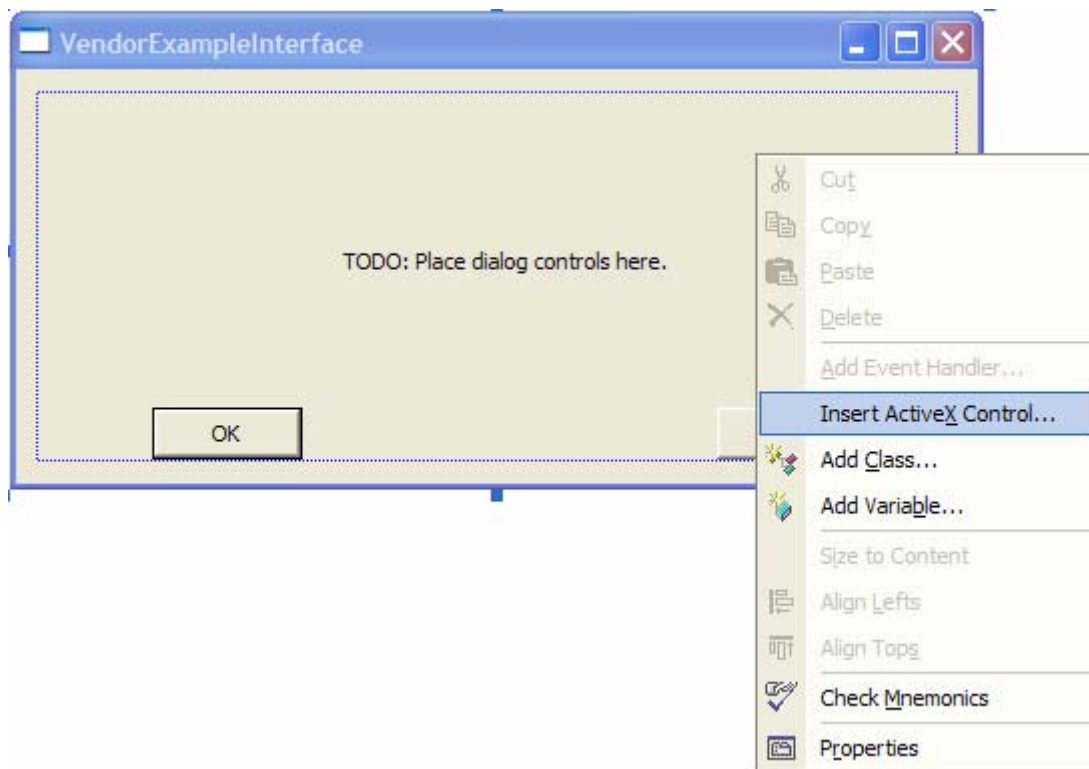 VendorExampleInterface
TODO: Place dialog controls here.
OK
Cut
Copy
Paste
Delete
Add Event Handler...
Insert ActiveX Control...
Add Class...
Add Variable...
Size to Content
Align Lefts
Align Tops
Check Mnemonics
Properties